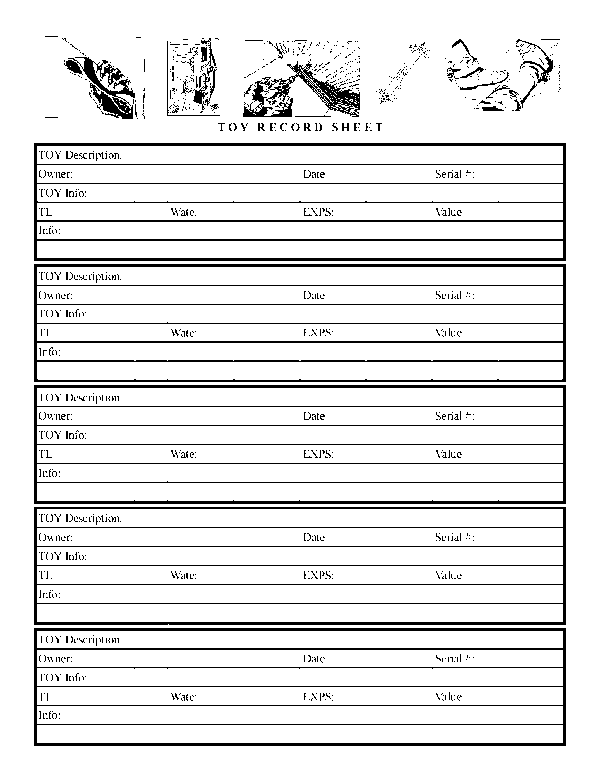 TOY RECORD SHEET
TOY Description:
Owner: Date Serial #:
TOY Info:
TL Wate: EXPS: Value
Info:
TOY Description:
Owner: Date Serial #:
TOY Info:
TL Wate: EXPS: Value
Info:
TOY Description
Owner: Date Serial #:
TOY Info:
TL Wate: EXPS: Value
Info:
TOY Description:
Owner: Date Serial #:
TOY Info:
TL Wate: EXPS: Value
Info:
TOY Description
Owner: Date Serial #:
TOY Info:
TL Wate: EXPS: Value
Info: